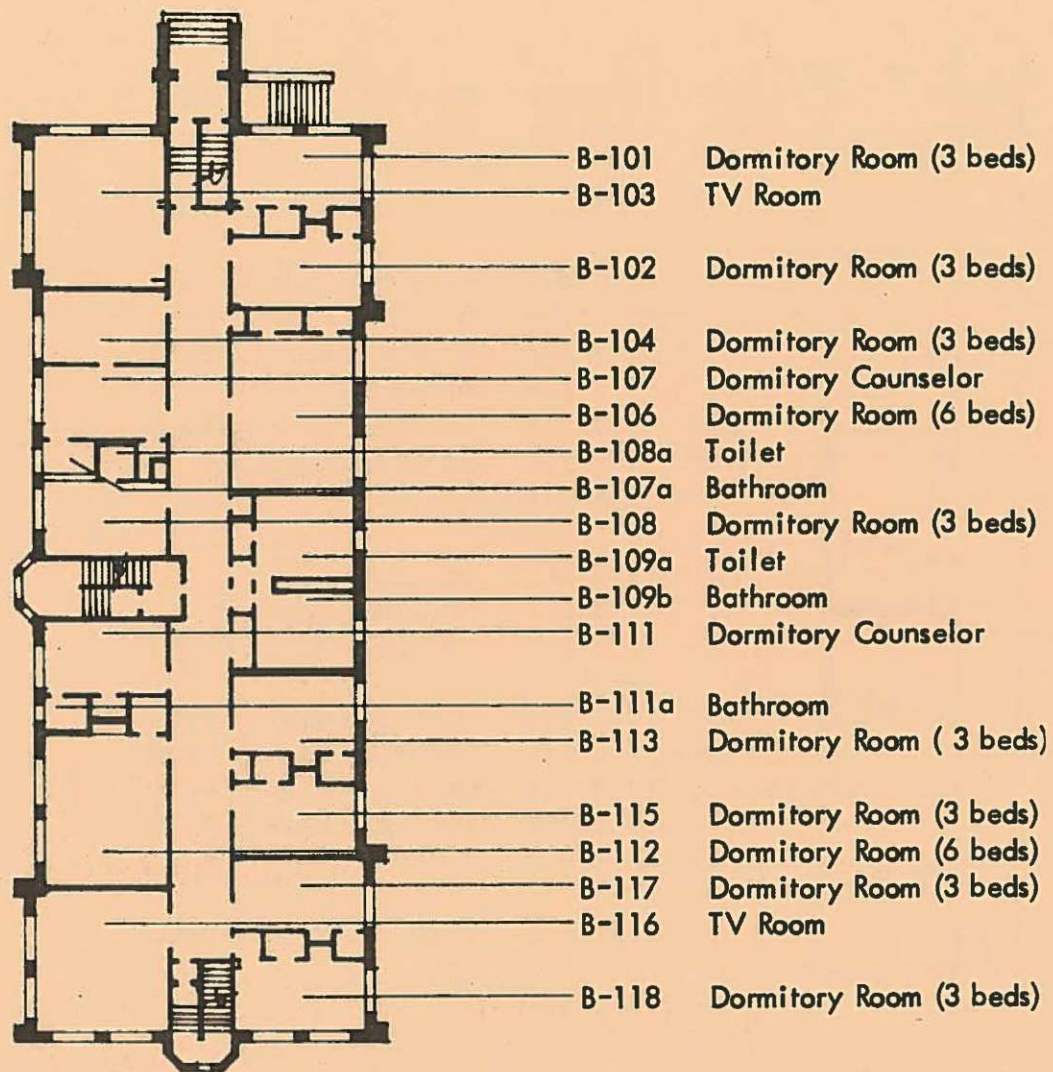 B-101 Dormitory Room (3 beds)
B-103 TV Room
B-102 Dormitory Room (3 beds)
B-104 Dormitory Room (3 beds)
B-107 Dormitory Counselor
B-106 Dormitory Room (6 beds)
B-108a Toilet
B-107a Bathroom
B-108 Dormitory Room (3 beds)
B-109a Toilet
B-109b Bathroom
B-111 Dormitory Counselor
B-111a Bathroom
B-113 Dormitory Room ( 3 beds)
B-115 Dormitory Room (3 beds)
B-112 Dormitory Room (6 beds)
B-117 Dormitory Room (3 beds)
B-116 TV Room
B-118 Dormitory Room (3 beds)